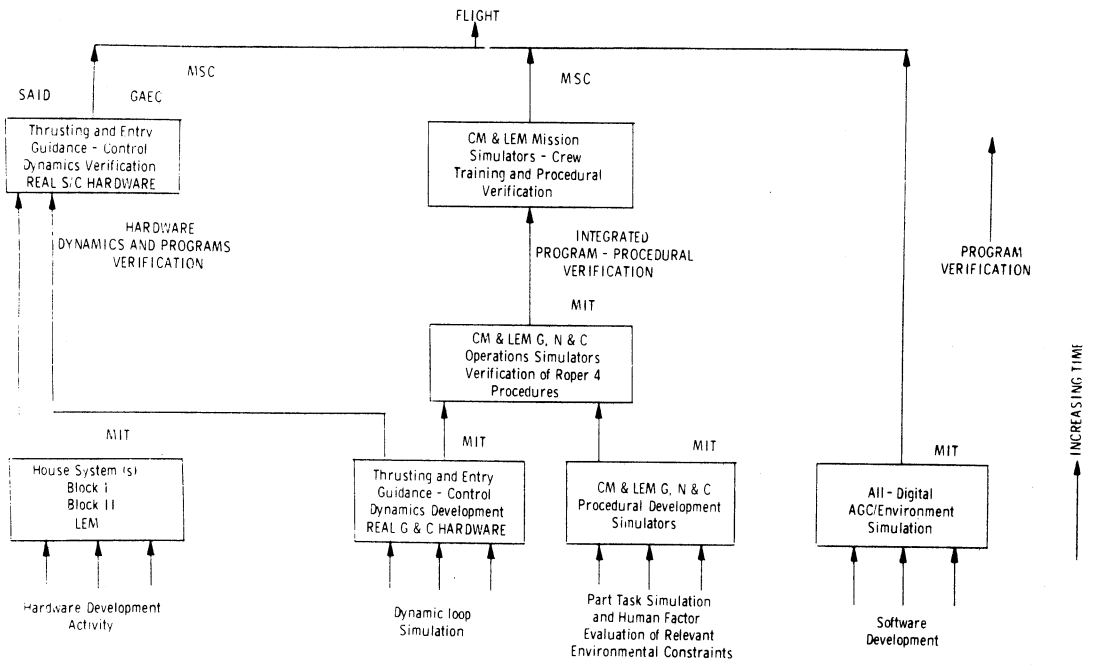 FLIGHT
MSC
MSC
SAID
GAEC
Thrusting and Entry
Guidance - Control
Dynamics Verification
REAL S/C HARDWARE
CM & LEM Mission
Simulators - Crew
Training and Procedural
Verification
HARDWARE
DYNAMICS AND PROGRAMS
VERIFICATION
INTEGRATED
PROGRAM - PROCEDURAL
VERIFICATION
PROGRAM
VERIFICATION
MIT
CM & LEM G, N & C
Operations Simulators
Verification of Roper 4
Procedures
INCREASING TIME
MIT
House System (s)
Block I
Block II
LEM
MIT
Thrusting and Entry
Guidance - Control
Dynamics Development
REAL G & C HARDWARE
MIT
CM & LEM G, N & C
Procedural Development
Simulators
MIT
All - Digital
AGC/Environment
Simulation
Hardware Development
Activity
Dynamic loop
Simulation
Part Task Simulation
and Human Factor
Evaluation of Relevant
Environmental Constraints
Software
Development